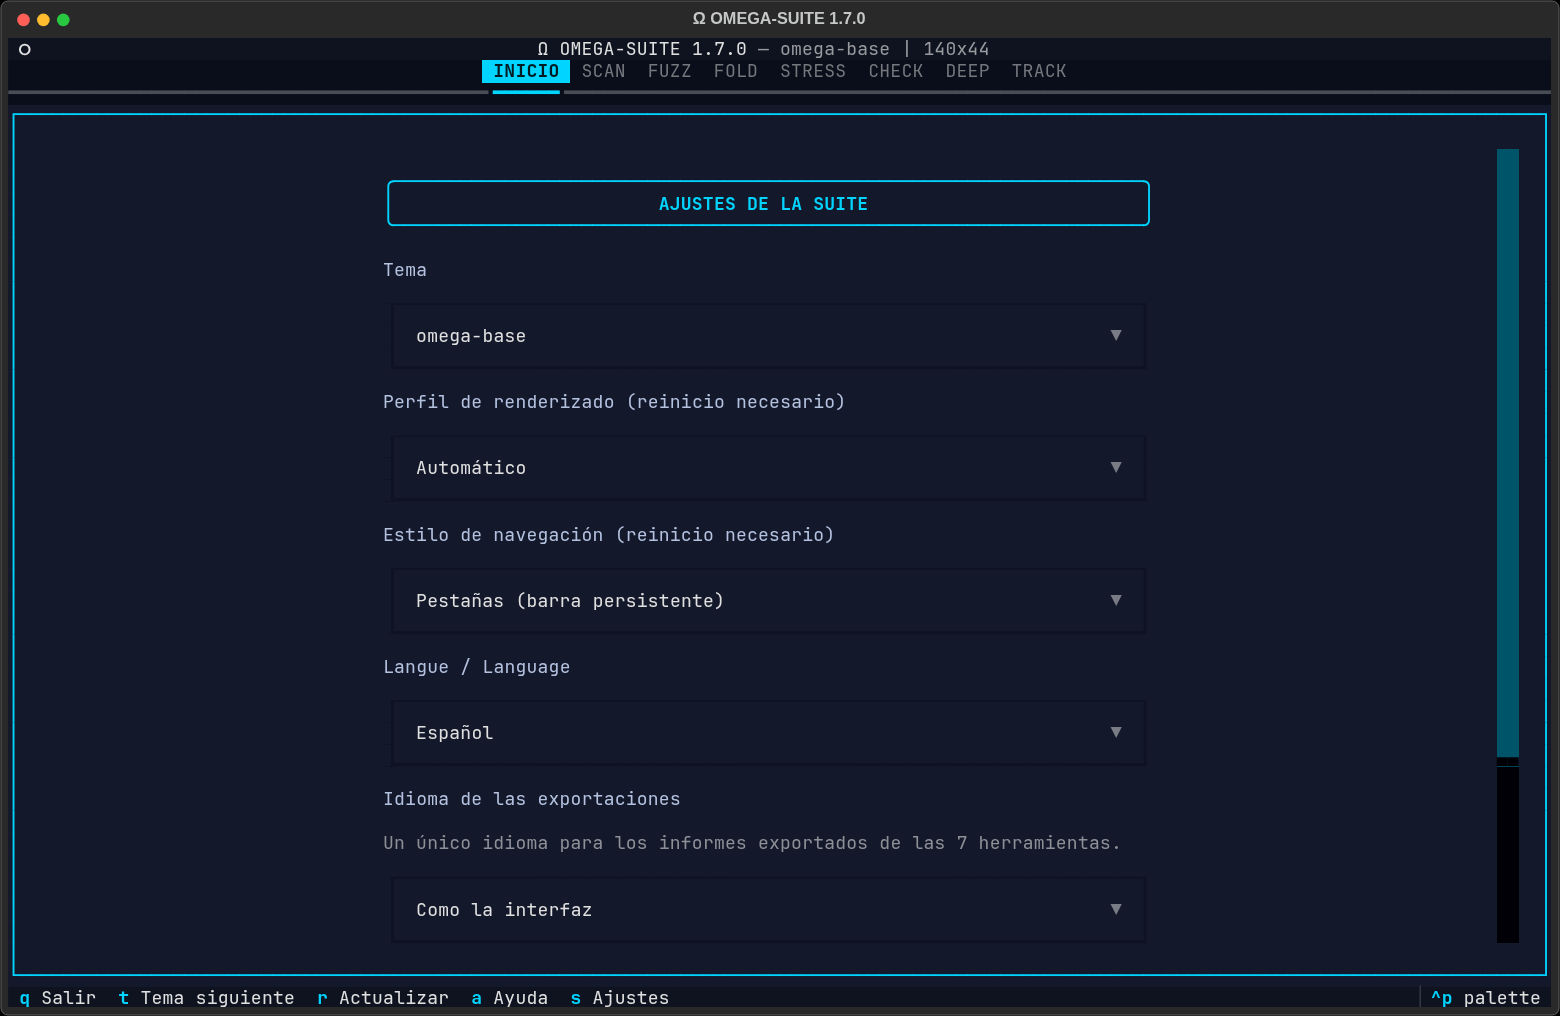 Ω OMEGA-SUITE 1.7.0
Ω OMEGA-SUITE 1.7.0 — omega-base | 140x44
INICIO SCAN FUZZ FOLD STRESS CHECK DEEP TRACK
AJUSTES DE LA SUITE
Tema
omega-base ▼
Perfil de renderizado (reinicio necesario)
Automático ▼
Estilo de navegación (reinicio necesario)
Pestañas (barra persistente) ▼
Langue / Language
Español ▼
Idioma de las exportaciones
Un único idioma para los informes exportados de las 7 herramientas.
Como la interfaz ▼
q Salir t Tema siguiente r Actualizar a Ayuda s Ajustes ^p palette